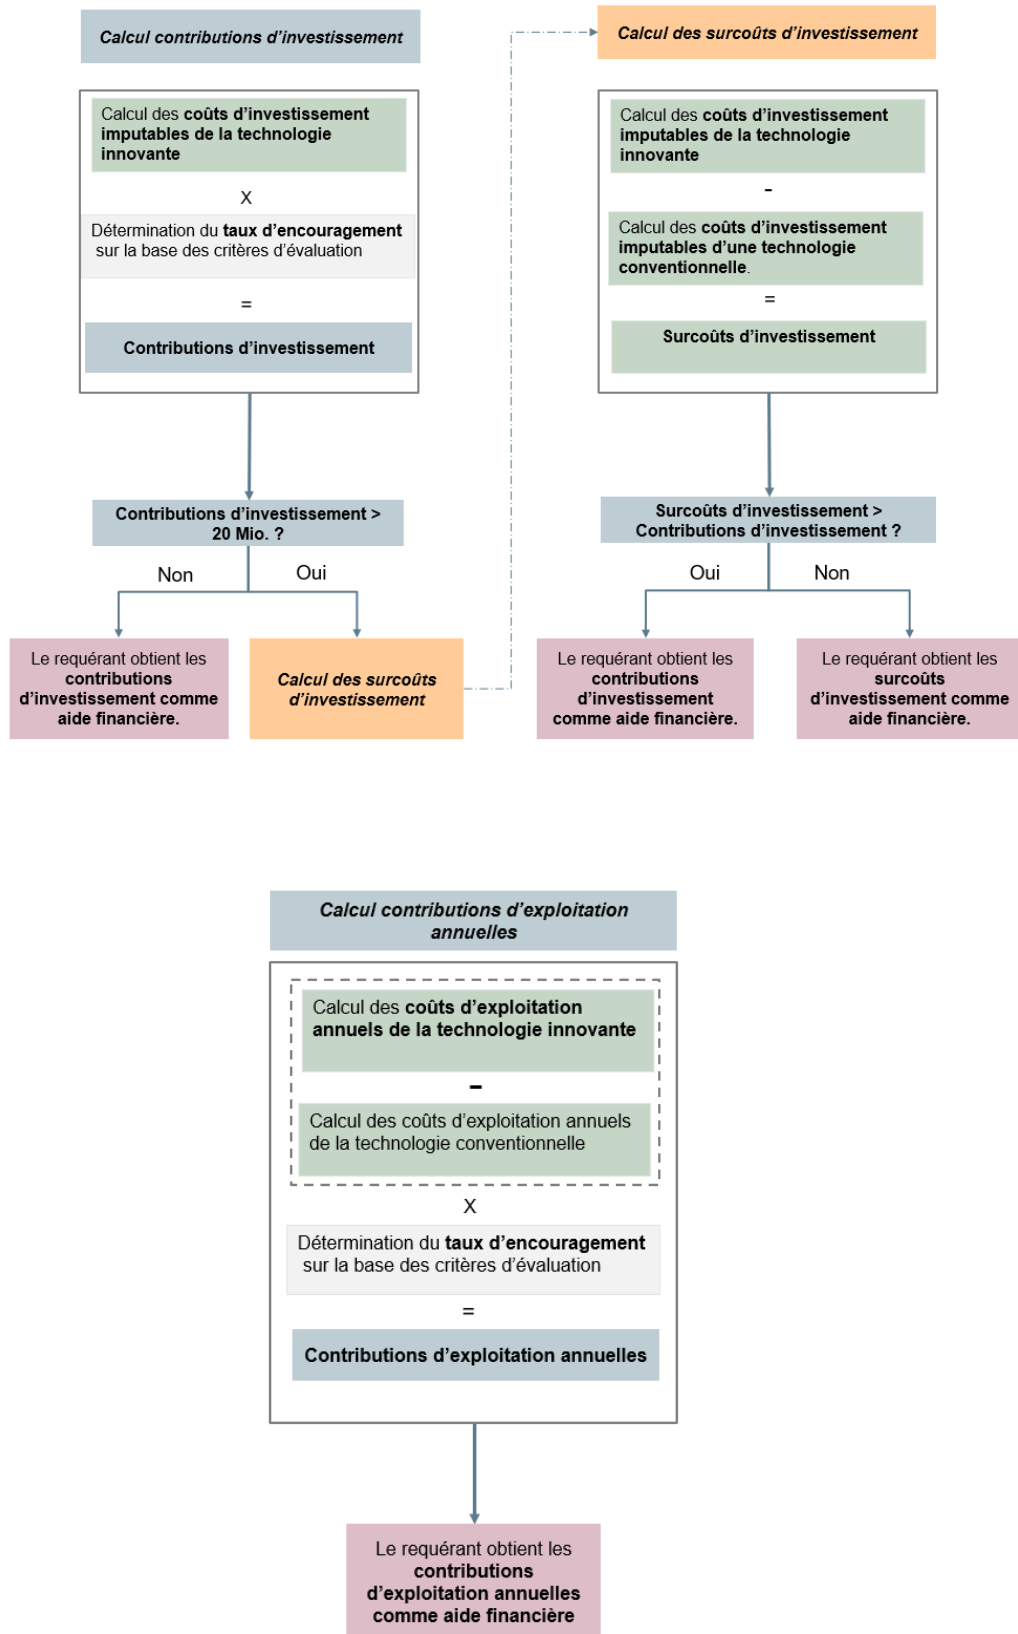 Calcul contributions d’investissement
Calcul des coûts d’investissement
imputables de la technologie
innovante
X
Détermination du taux d’encouragement
sur la base des critères d’évaluation
=
Contributions d’investissement
Contributions d’investissement >
20 Mio. ?
Non
Oui
Le requérant obtient les
contributions
d’investissement comme
aide financière.
Calcul des surcoûts
d’investissement
Calcul des surcoûts d’investissement
Calcul des coûts d’investissement
imputables de la technologie
innovante
-
Calcul des coûts d’investissement
imputables d’une technologie
conventionnelle.
=
Surcoûts d’investissement
Surcoûts d’investissement >
Contributions d’investissement ?
Oui
Non
Le requérant obtient les
contributions
d’investissement
comme aide financière.
Le requérant obtient les
surcoûts
d’investissement comme
aide financière.
Calcul contributions d’exploitation
annuelles
Calcul des coûts d’exploitation
annuels de la technologie innovante
–
Calcul des coûts d’exploitation annuels
de la technologie conventionnelle
X
Détermination du taux d’encouragement
sur la base des critères d’évaluation
=
Contributions d’exploitation annuelles
Le requérant obtient les
contributions
d’exploitation annuelles
comme aide financière